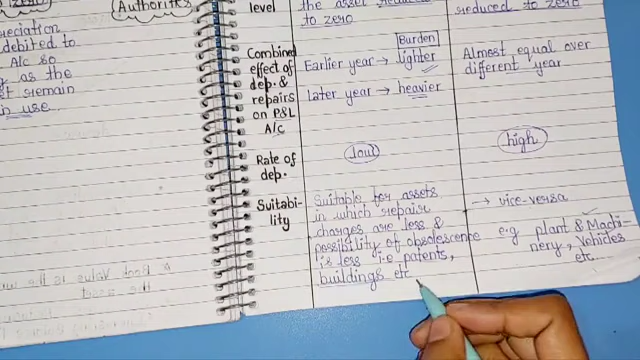 Authorities
preciation
debited to
A/c so
as the
remain
in use
level
the asset
to zero
reduced to zero
Combined
effect of
dep. &
repairs
on P&L
A/c
Burden
Earlier year → lighter
Later year → heavier
Almost equal over
different year
Rate of
dep.
low
high
Suitabi-
lity
Suitable for assets
in which repair
charges are less &
possibility of obsolescence
is less i.e patents,
buildings etc
→ vice-versa
e.g plant & Machi-
nery, Vehicles
etc